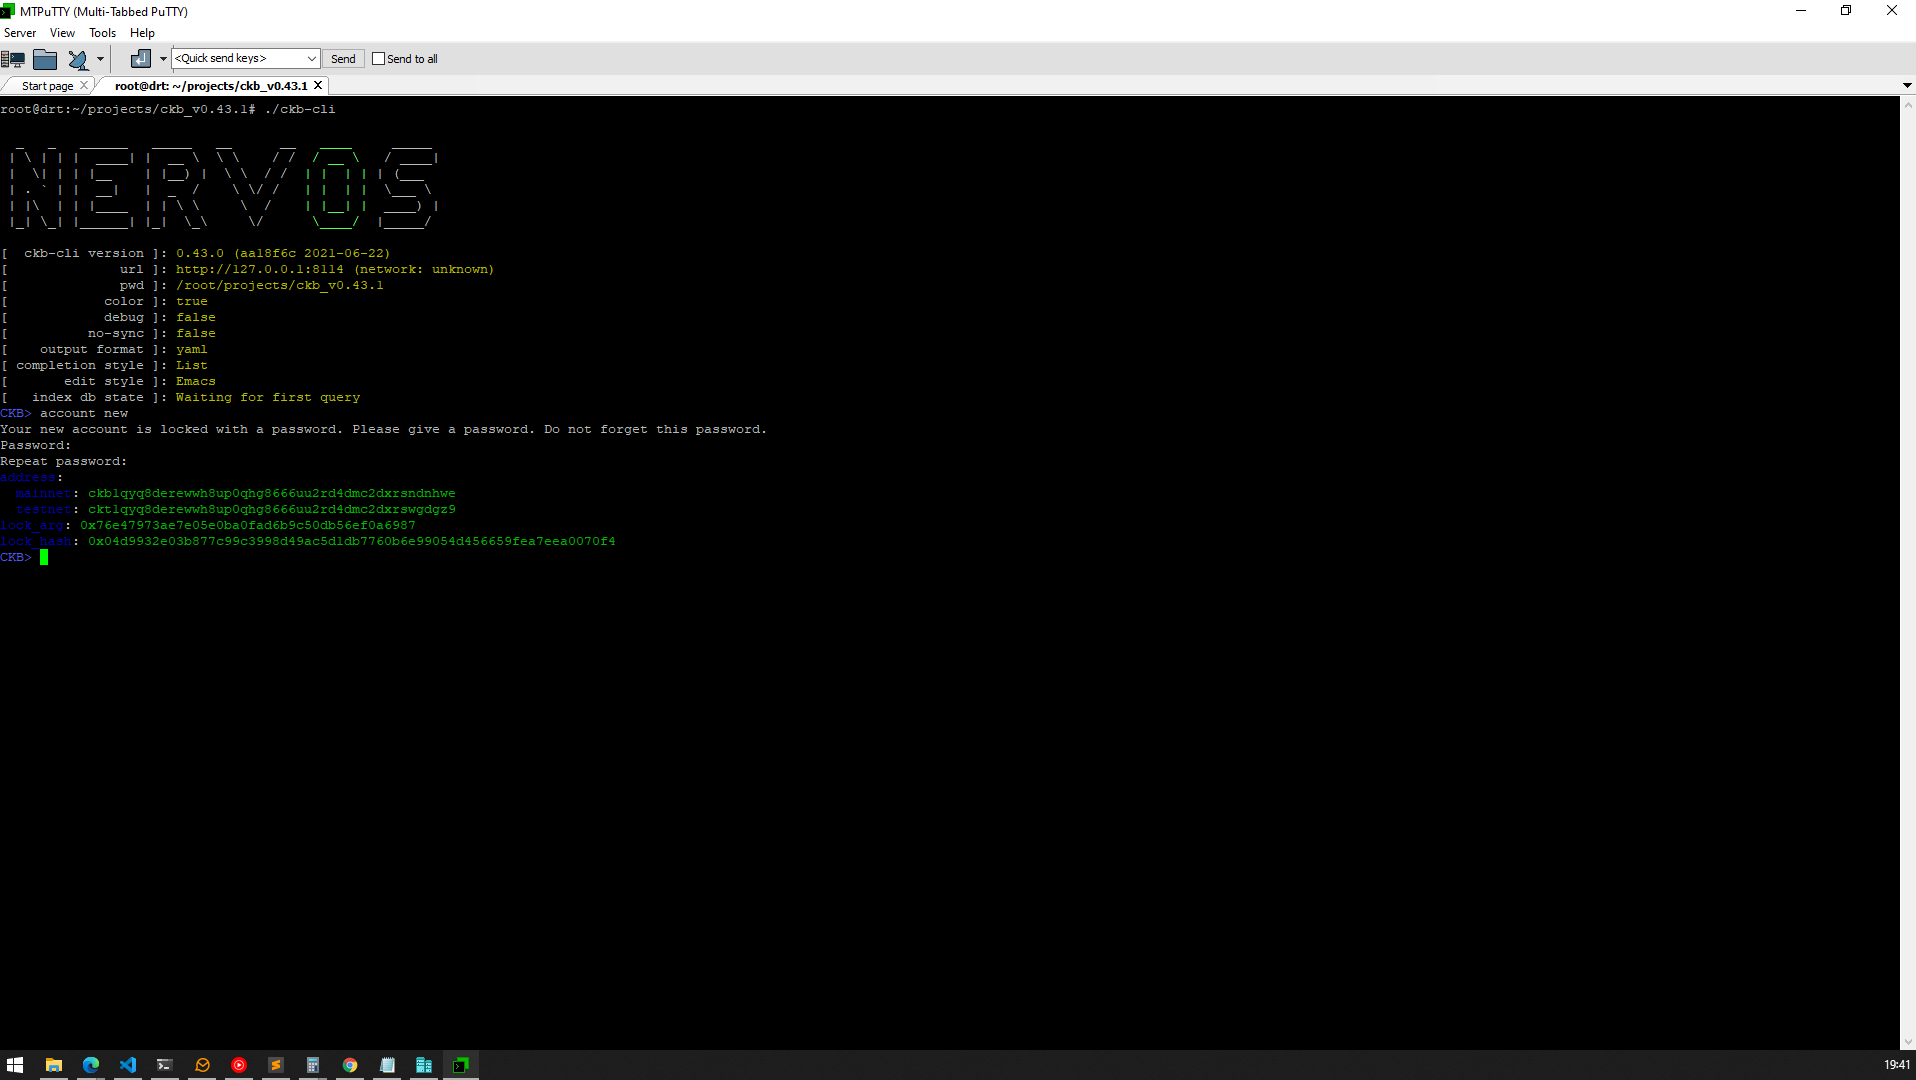 MTPuTTY (Multi-Tabbed PuTTY)
Server View Tools Help
<Quick send keys> Send Send to all
Start page root@drt: ~/projects/ckb_v0.43.1
root@drt:~/projects/ckb_v0.43.1# ./ckb-cli
NERVOS
[ ckb-cli version ]: 0.43.0 (aa18f6c 2021-06-22)
[ url ]: http://127.0.0.1:8114 (network: unknown)
[ pwd ]: /root/projects/ckb_v0.43.1
[ color ]: true
[ debug ]: false
[ no-sync ]: false
[ output format ]: yaml
[ completion style ]: List
[ edit style ]: Emacs
[ index db state ]: Waiting for first query
CKB> account new
Your new account is locked with a password. Please give a password. Do not forget this password.
Password:
Repeat password:
address:
mainnet: ckb1qyq8derewwh8up0qhg8666uu2rd4dmc2dxrsndnhwe
testnet: ckt1qyq8derewwh8up0qhg8666uu2rd4dmc2dxrswgdgz9
lock_arg: 0x76e47973ae7e05e0ba0fad6b9c50db56ef0a6987
lock_hash: 0x04d9932e03b877c99c3998d49ac5d1db7760b6e99054d456659fea7eea0070f4
CKB>
19:41